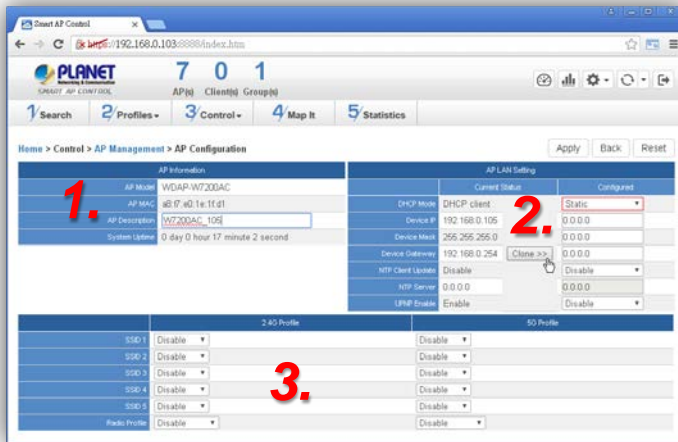 Smart AP Control
https://192.168.0.103:8888/index.htm
PLANET
Networking & Communication
SMART AP CONTROL
7 0 1
AP(s) Client(s) Group(s)
1/Search 2/Profiles 3/Control 4/Map It 5/Statistics
Home > Control > AP Management > AP Configuration Apply Back Reset
AP Information
AP Model WDAP-W7200AC
AP MAC a8:f7:e0:1e:1f:d1
AP Description W7200AC_105
System Uptime 0 day 0 hour 17 minute 2 second
1.
AP LAN Setting
Current Status Configured
DHCP Mode DHCP client Static
Device IP 192.168.0.105 0.0.0.0
Device Mask 255.255.255.0 0.0.0.0
Device Gateway 192.168.0.254 Clone >> 0.0.0.0
NTP Client Update Disable Disable
NTP Server 0.0.0.0 0.0.0.0
UPNP Enable Enable Disable
2.
2.4G Profile 5G Profile
SSID 1 Disable Disable
SSID 2 Disable Disable
SSID 3 Disable Disable
SSID 4 Disable Disable
SSID 5 Disable Disable
Radio Profile Disable Disable
3.